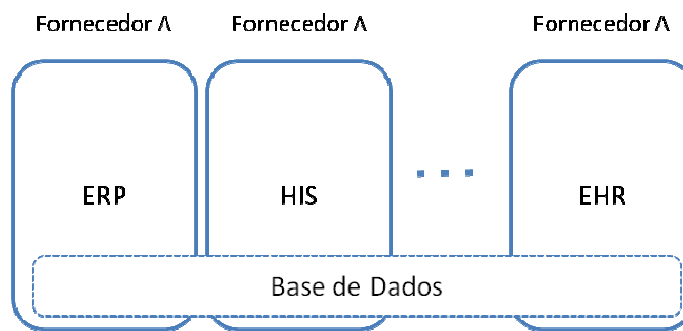 Fornecedor A Fornecedor A Fornecedor A
ERP HIS ... EHR
Base de Dados